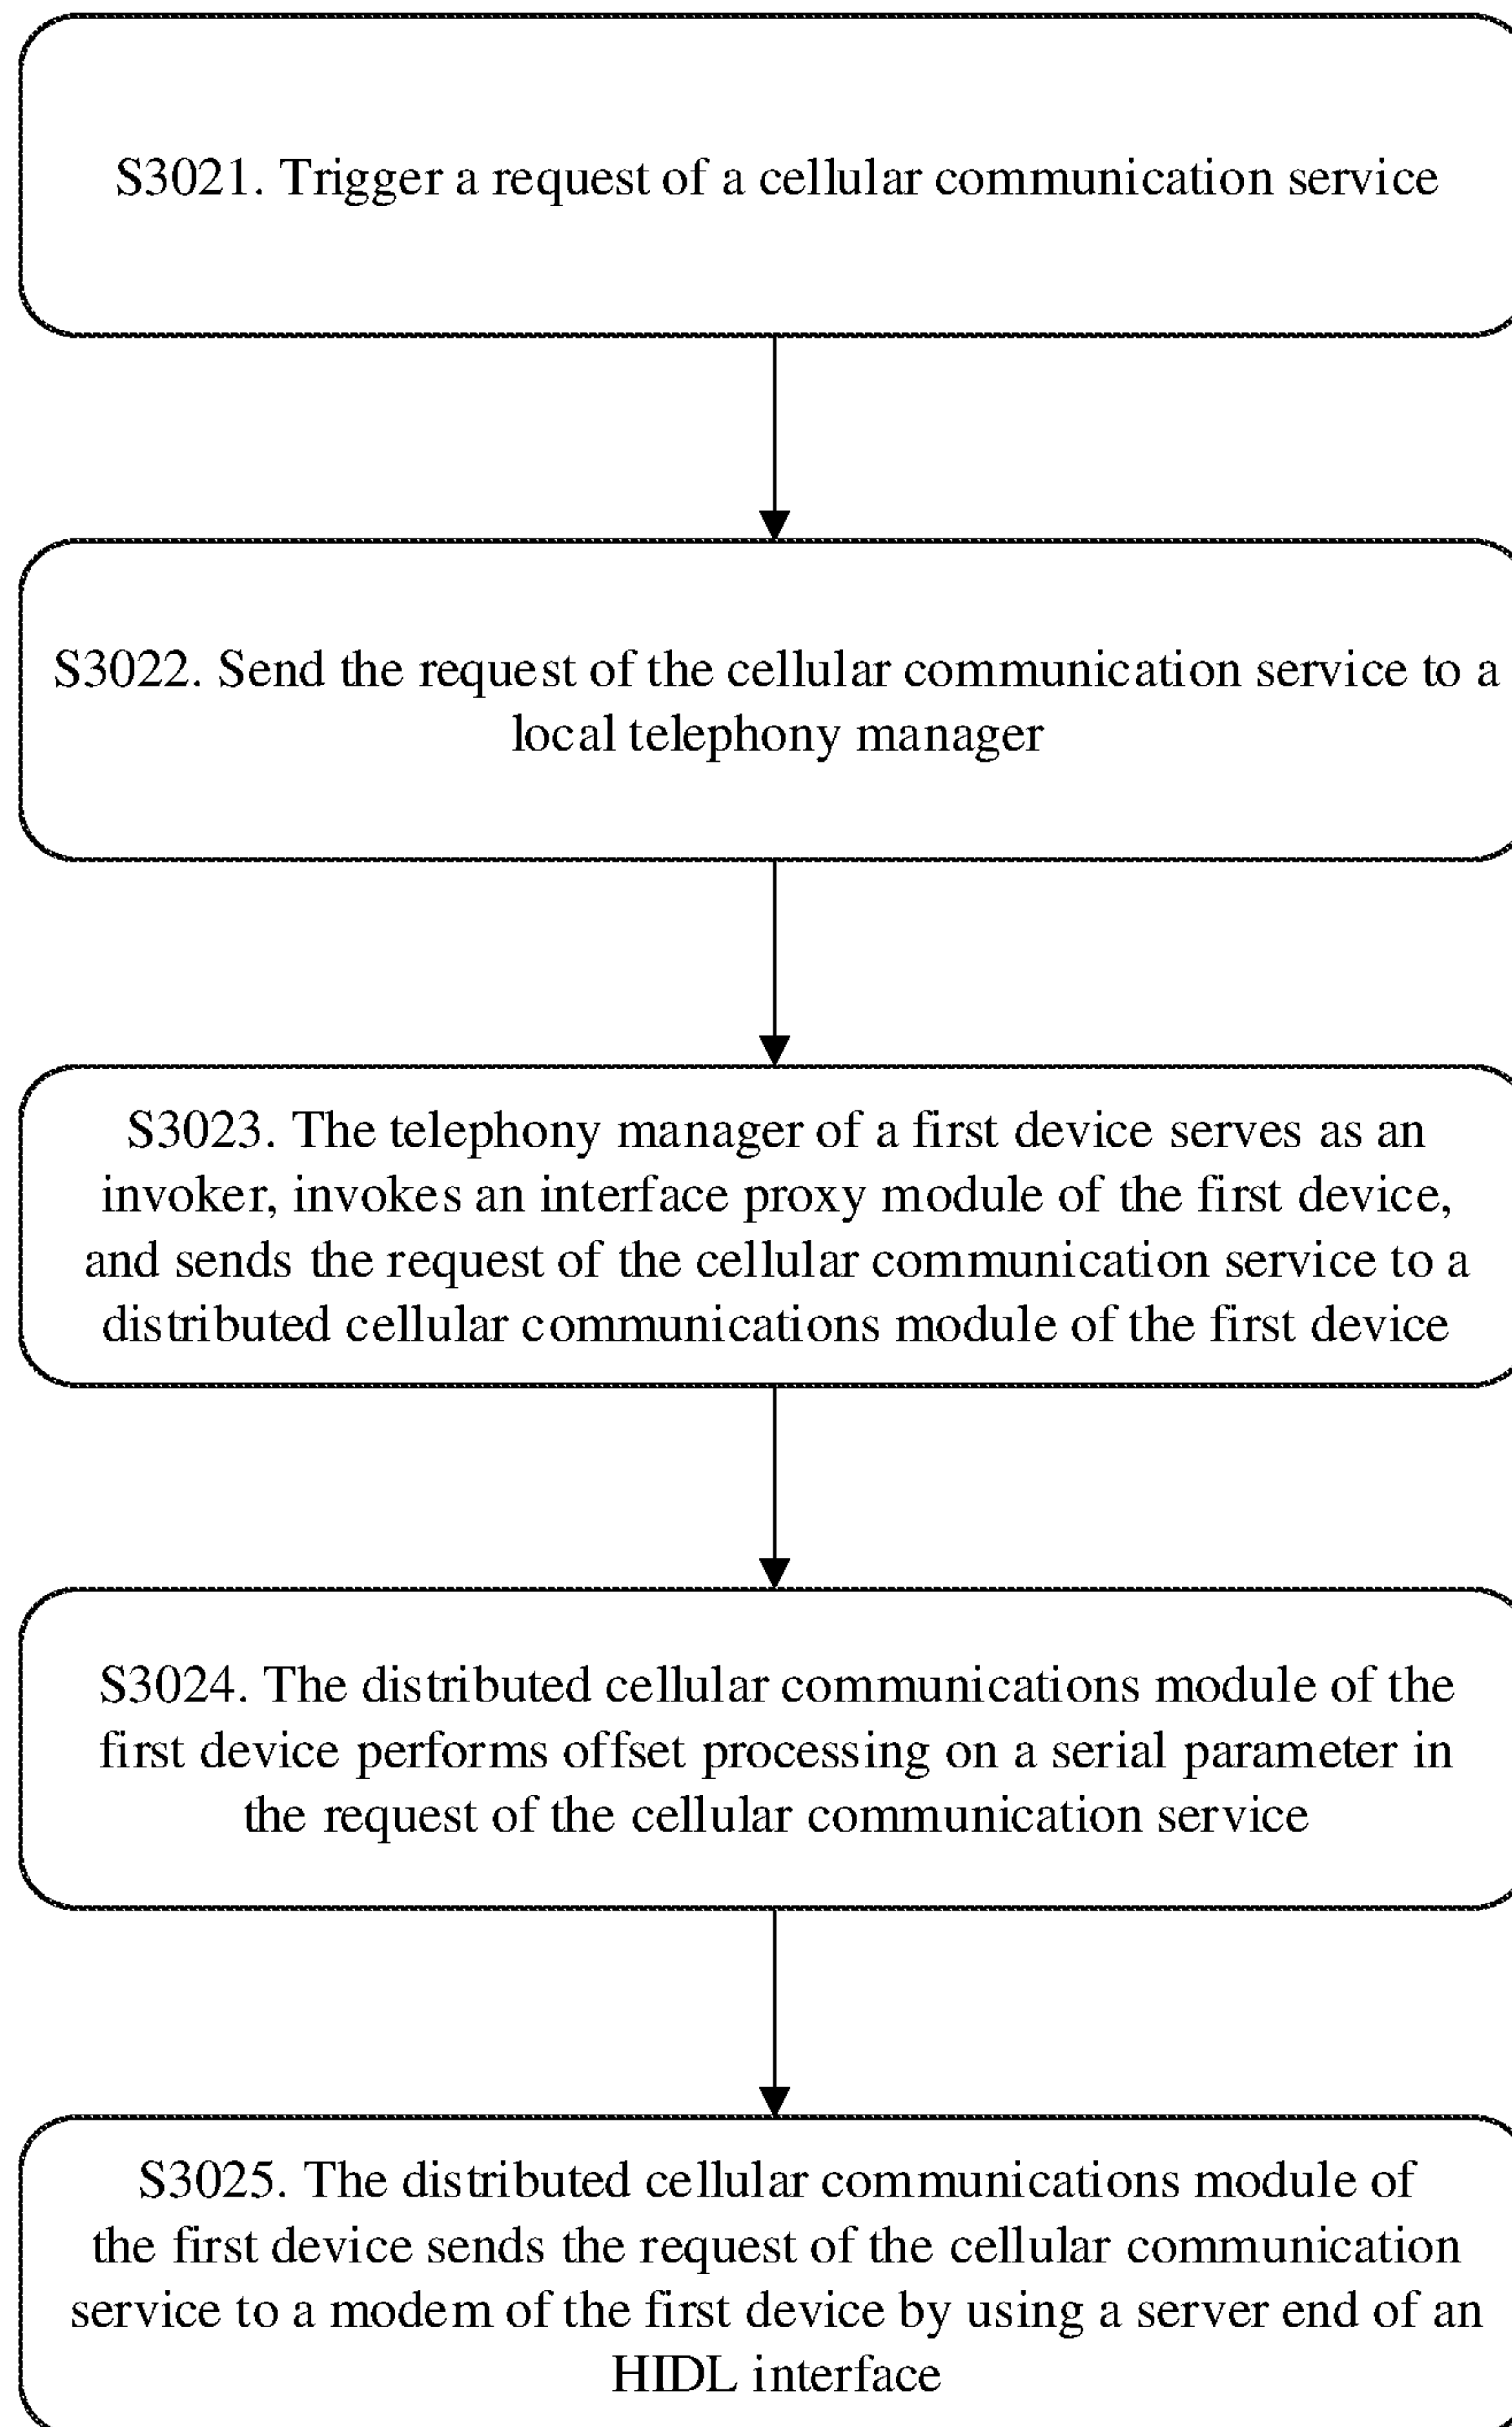 S3021. Trigger a request of a cellular communication service
S3022. Send the request of the cellular communication service to a
local telephony manager
S3023. The telephony manager of a first device serves as an
invoker, invokes an interface proxy module of the first device,
and sends the request of the cellular communication service to a
distributed cellular communications module of the first device
S3024. The distributed cellular communications module of the
first device performs offset processing on a serial parameter in
the request of the cellular communication service
S3025. The distributed cellular communications module of
the first device sends the request of the cellular communication
service to a modem of the first device by using a server end of an
HIDL interface